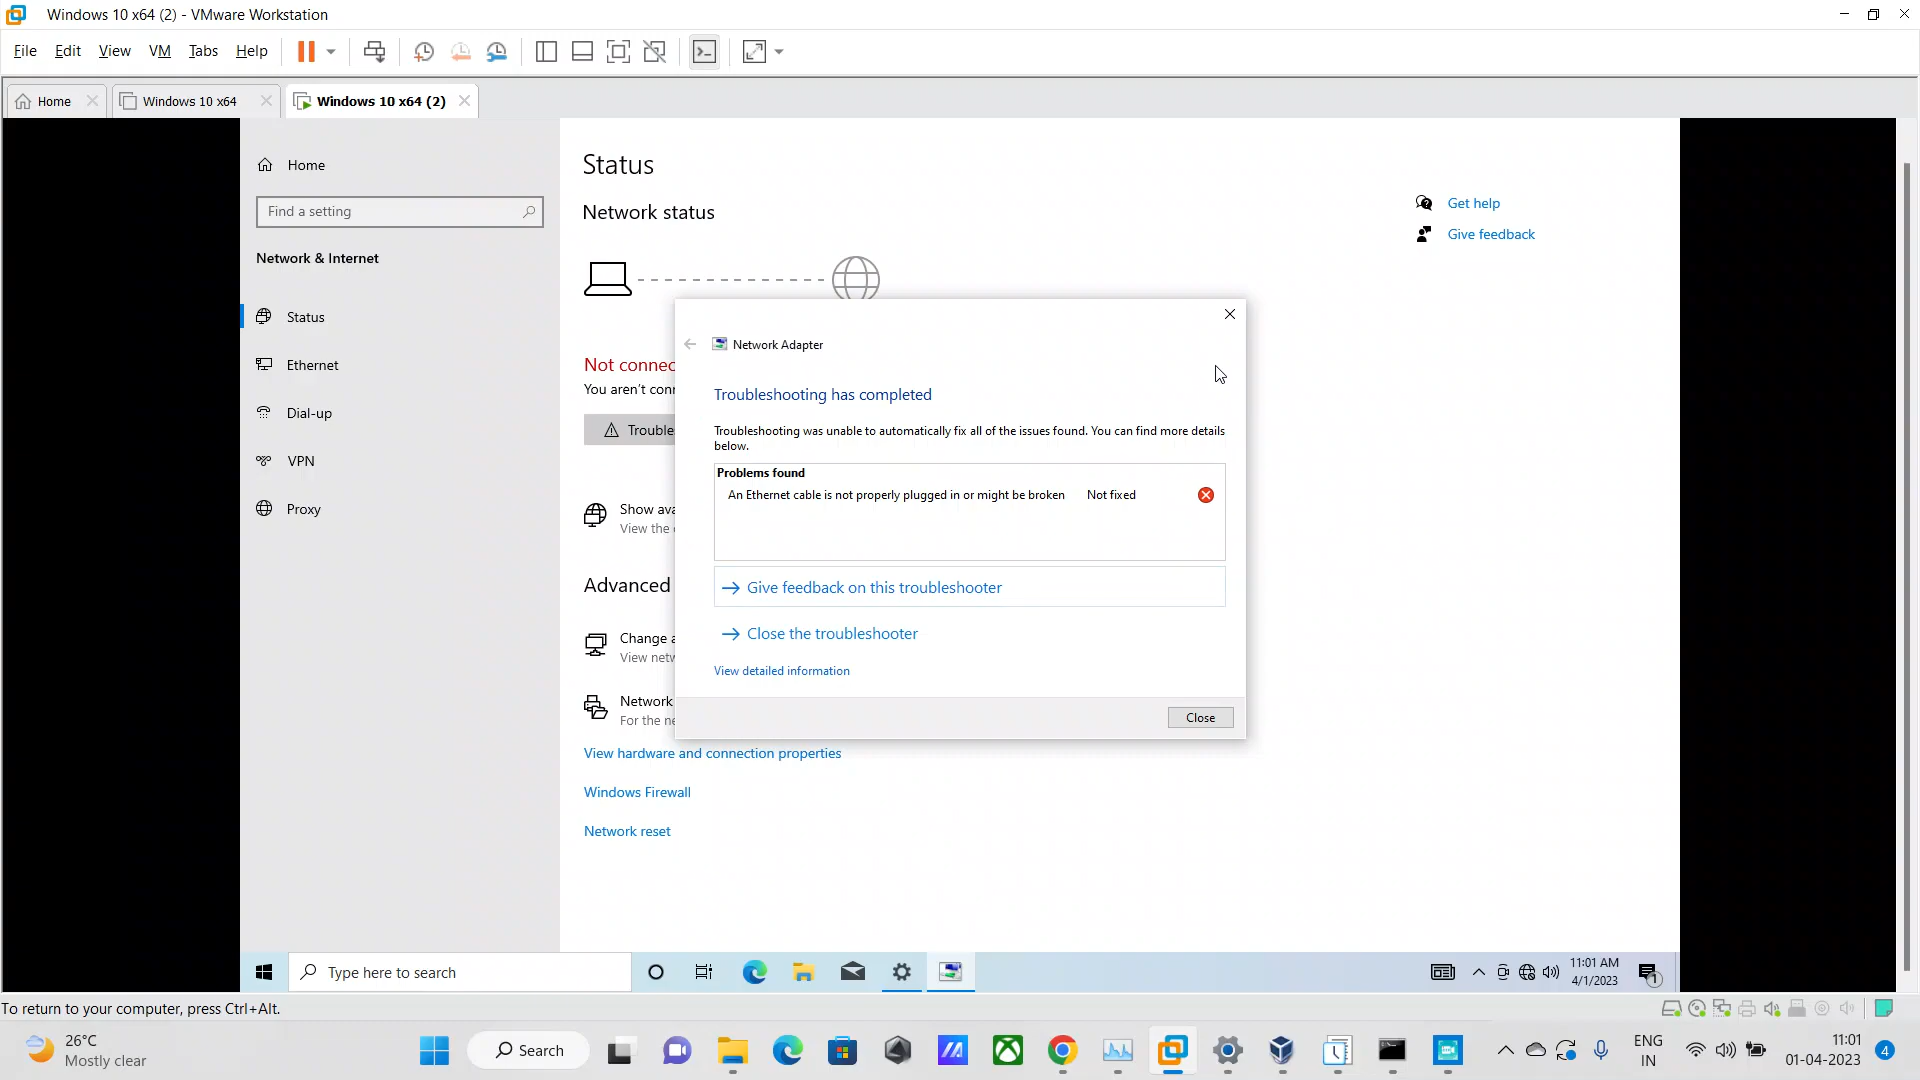 Windows 10 x64 (2) - VMware Workstation
File Edit View VM Tabs Help
Home
Windows 10 x64
Windows 10 x64 (2)
Home
Find a setting
Network & Internet
Status
Ethernet
Dial-up
VPN
Proxy
Status
Network status
Get help
Give feedback
Not connec
You aren't con
Trouble
Show ava
View the
Advanced
Change a
View netw
Network
For the ne
View hardware and connection properties
Windows Firewall
Network reset
Network Adapter
Troubleshooting has completed
Troubleshooting was unable to automatically fix all of the issues found. You can find more details
below.
Problems found
An Ethernet cable is not properly plugged in or might be broken Not fixed
Give feedback on this troubleshooter
Close the troubleshooter
View detailed information
Close
Type here to search
11:01 AM
4/1/2023
1
To return to your computer, press Ctrl+Alt.
26°C
Mostly clear
Search
ENG
IN
11:01
01-04-2023
4